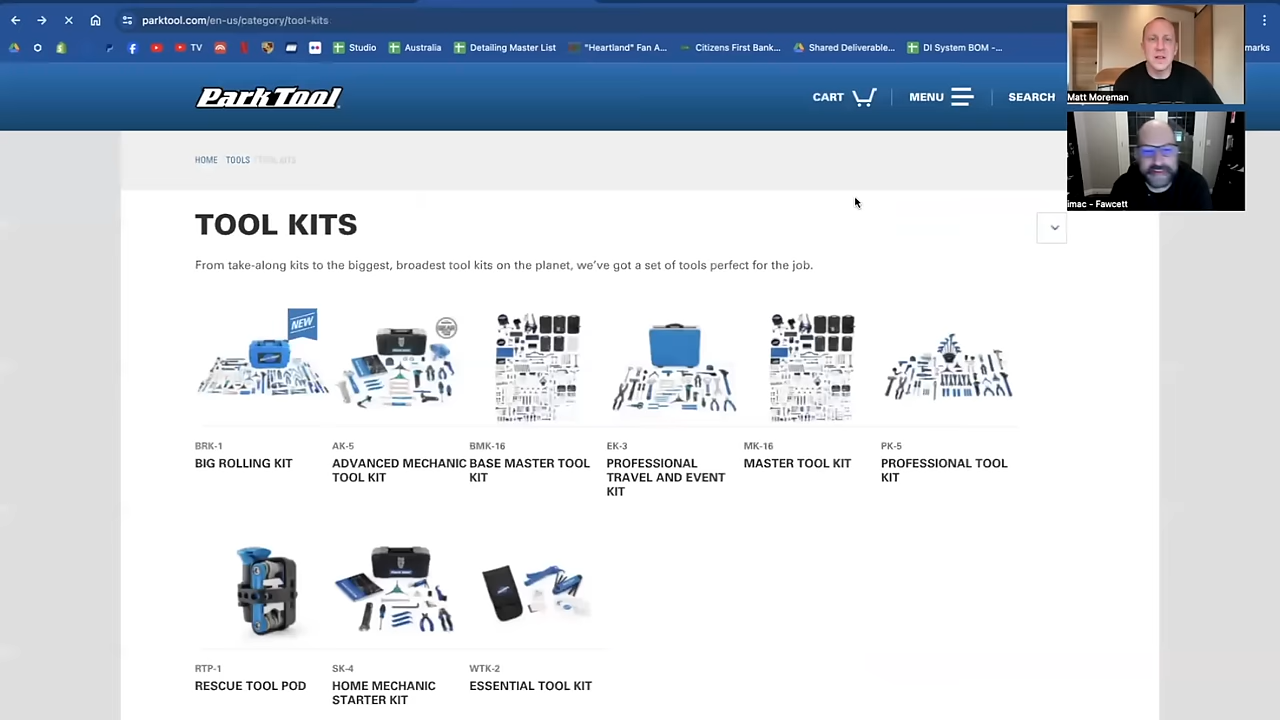 parktool.com/en-us/category/tool-kits
TV
Studio
Australia
Detailing Master List
"Heartland" Fan A...
Citizens First Bank...
Shared Deliverable...
DI System BOM –...
marks
ParkTool
CART
MENU
SEARCH
Matt Moreman
imac – Fawcett
HOME TOOLS / TOOL KITS
TOOL KITS
From take-along kits to the biggest, broadest tool kits on the planet, we've got a set of tools perfect for the job.
NEW
BRK-1
BIG ROLLING KIT
AK-5
ADVANCED MECHANIC
TOOL KIT
BMK-16
BASE MASTER TOOL
KIT
EK-3
PROFESSIONAL
TRAVEL AND EVENT
KIT
MK-16
MASTER TOOL KIT
PK-5
PROFESSIONAL TOOL
KIT
RTP-1
RESCUE TOOL POD
SK-4
HOME MECHANIC
STARTER KIT
WTK-2
ESSENTIAL TOOL KIT